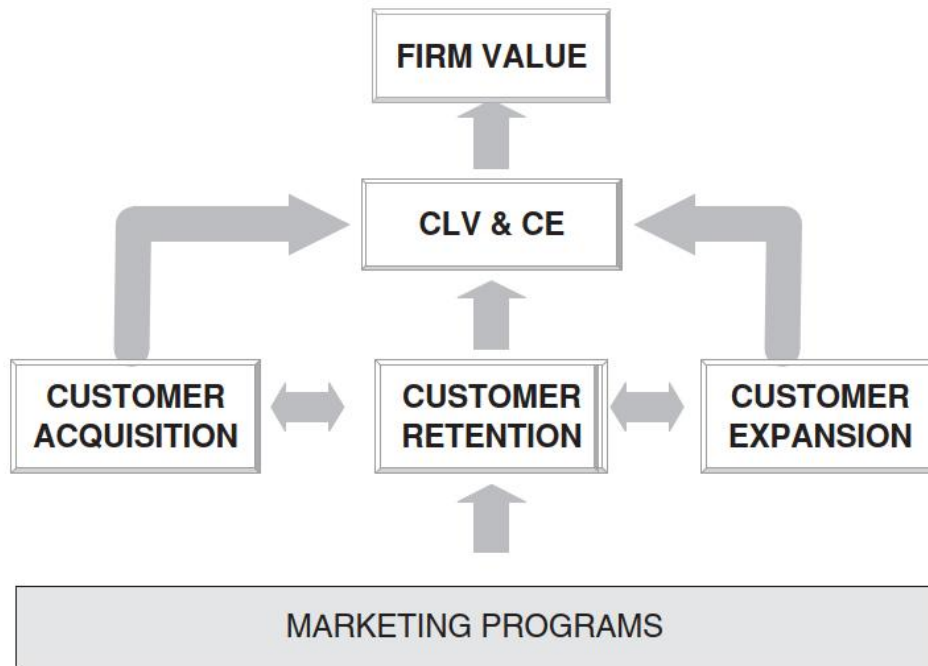 FIRM VALUE
CLV & CE
CUSTOMER
ACQUISITION
CUSTOMER
RETENTION
CUSTOMER
EXPANSION
MARKETING PROGRAMS